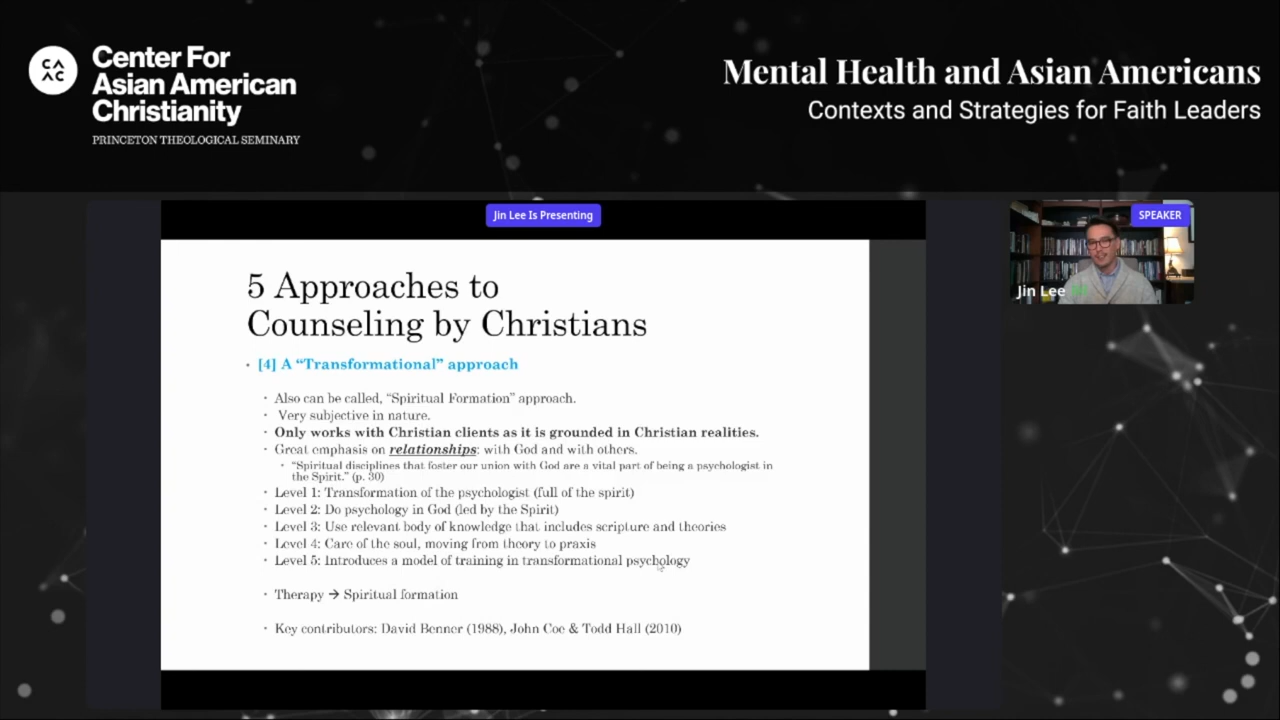 CA
AC
Center For
Asian American
Christianity
PRINCETON THEOLOGICAL SEMINARY
Mental Health and Asian Americans
Contexts and Strategies for Faith Leaders
Jin Lee Is Presenting
SPEAKER
Jin Lee
5 Approaches to
Counseling by Christians
• [4] A “Transformational” approach
• Also can be called, “Spiritual Formation” approach.
• Very subjective in nature.
• Only works with Christian clients as it is grounded in Christian realities.
• Great emphasis on relationships: with God and with others.
• “Spiritual disciplines that foster our union with God are a vital part of being a psychologist in
the Spirit.” (p. 30)
• Level 1: Transformation of the psychologist (full of the spirit)
• Level 2: Do psychology in God (led by the Spirit)
• Level 3: Use relevant body of knowledge that includes scripture and theories
• Level 4: Care of the soul, moving from theory to praxis
• Level 5: Introduces a model of training in transformational psychology
• Therapy → Spiritual formation
• Key contributors: David Benner (1988), John Coe & Todd Hall (2010)